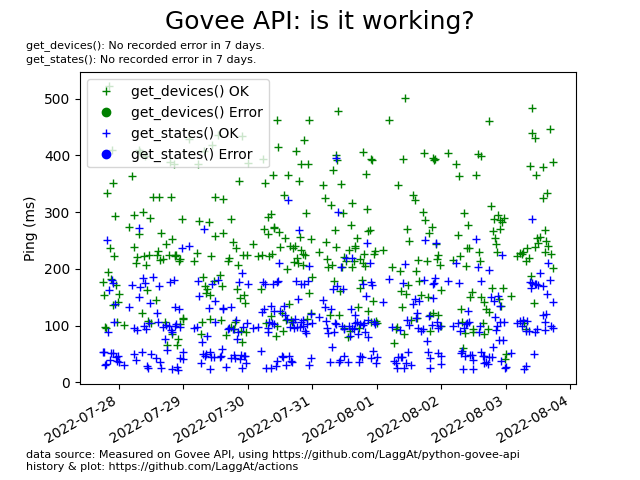 Govee API: is it working?
get_devices(): No recorded error in 7 days.
get_states(): No recorded error in 7 days.
get_devices() OK
get_devices() Error
get_states() OK
get_states() Error
Ping (ms)
500
400
300
200
100
0
2022-07-28
2022-07-29
2022-07-30
2022-07-31
2022-08-01
2022-08-02
2022-08-03
2022-08-04
data source: Measured on Govee API, using https://github.com/LaggAt/python-govee-api
history & plot: https://github.com/LaggAt/actions